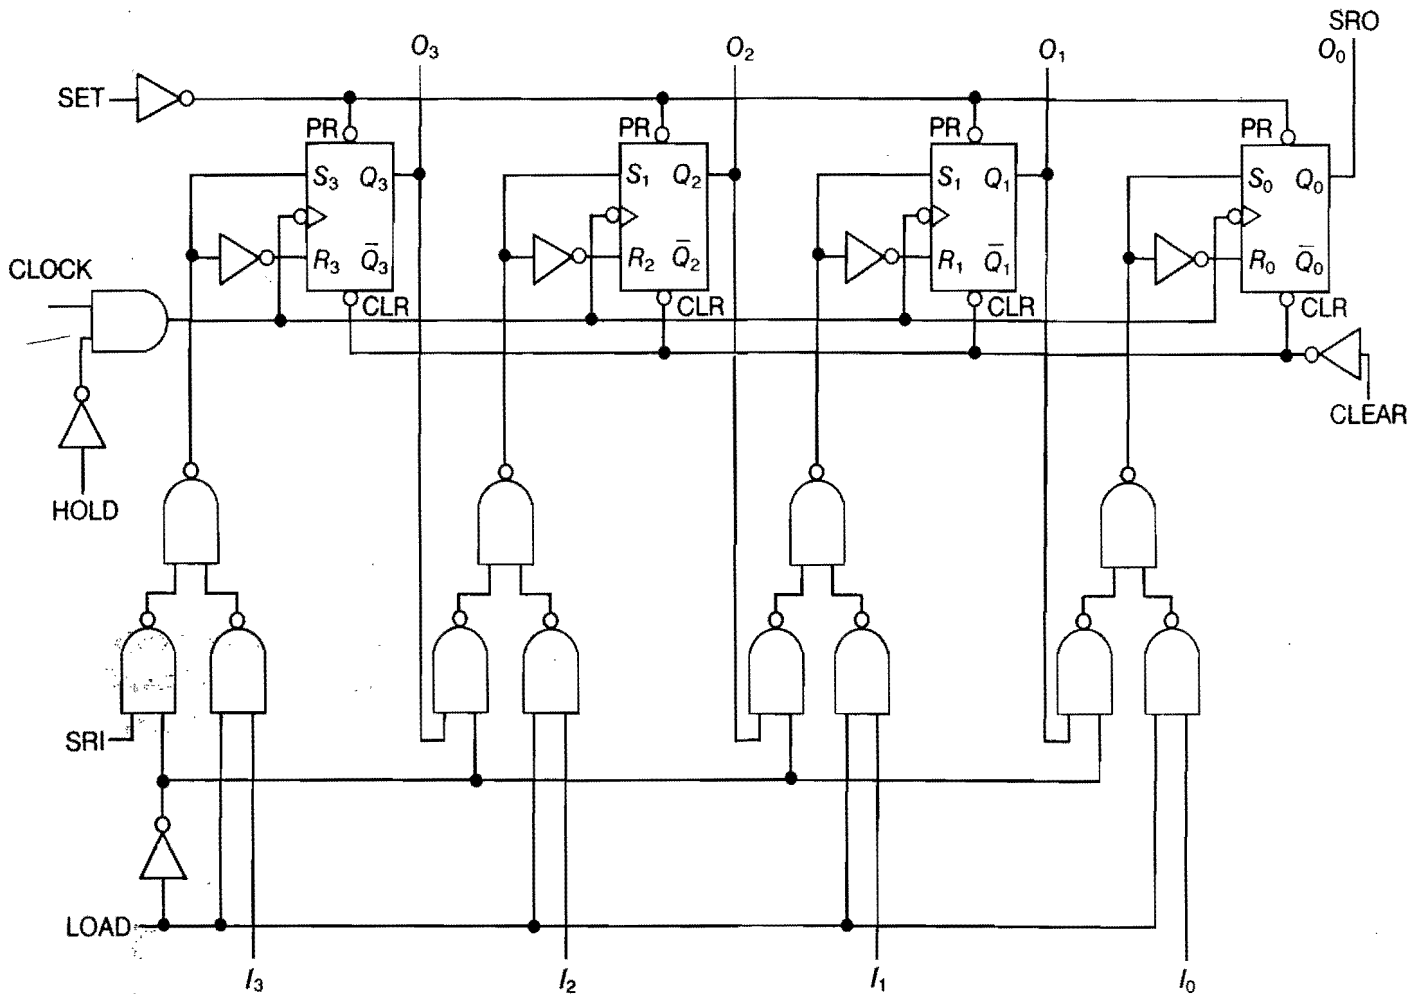 SRO
O₃ O₂ O₁ O₀
SET
PR PR PR PR
S₃ Q₃ S₁ Q₂ S₁ Q₁ S₀ Q₀
R₃ Q̅₃ R₂ Q̅₂ R₁ Q̅₁ R₀ Q̅₀
CLOCK
CLR CLR CLR CLR
CLEAR
HOLD
SRI
LOAD
I₃ I₂ I₁ I₀